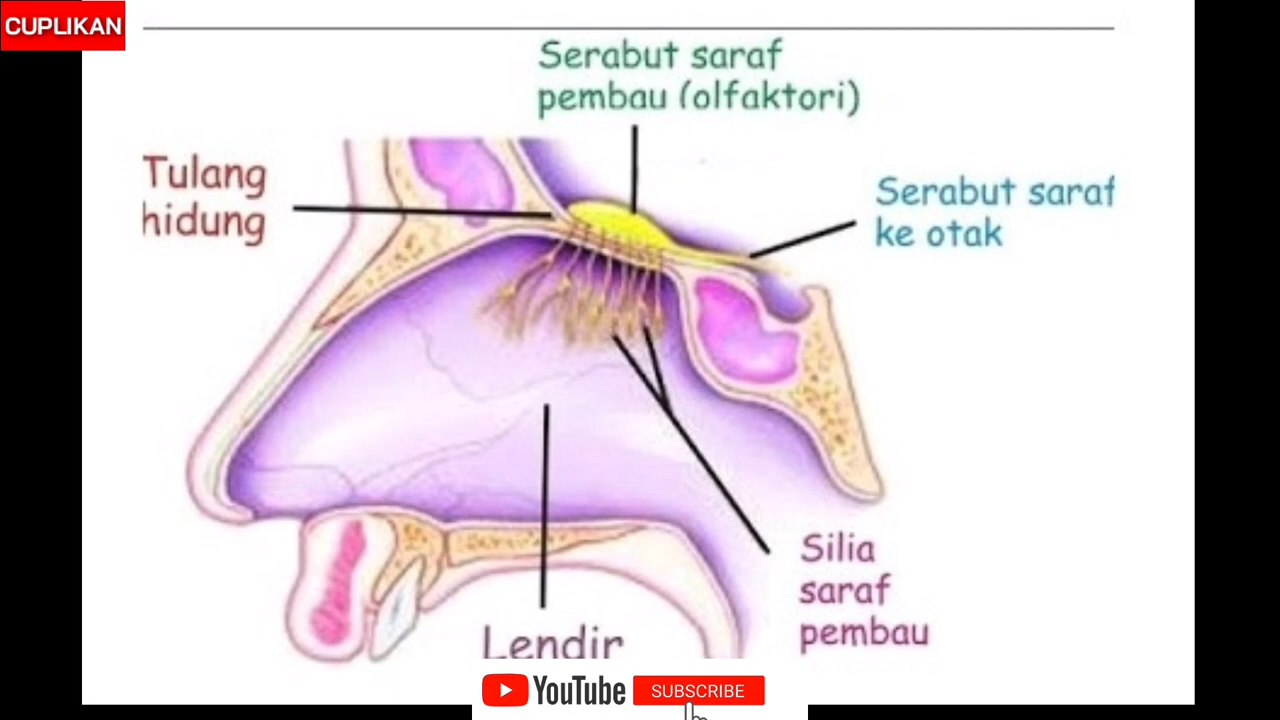 CUPLIKAN
Serabut saraf
pembau (olfaktori)
Tulang
hidung
Serabut saraf
ke otak
Silia
saraf
pembau
Lendir
YouTube SUBSCRIBE